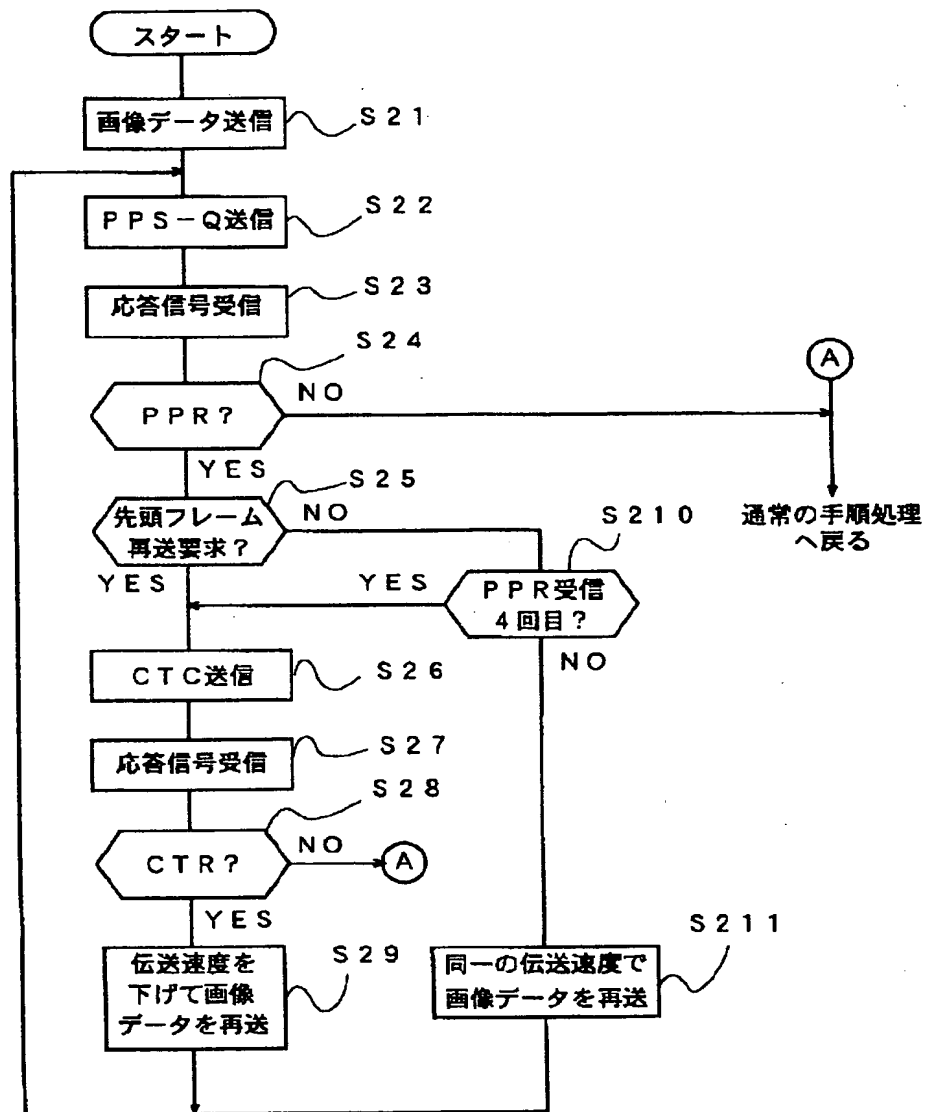 スタート
画像データ送信
S21
PPS-Q送信
S22
応答信号受信
S23
S24
PPR?
NO
A
YES
通常の手順処理
へ戻る
S25
先頭フレーム
再送要求?
NO
YES
S210
PPR受信
4回目?
YES
NO
CTC送信
S26
応答信号受信
S27
S28
CTR?
NO
A
YES
伝送速度を
下げて画像
データを再送
S29
同一の伝送速度で
画像データを再送
S211